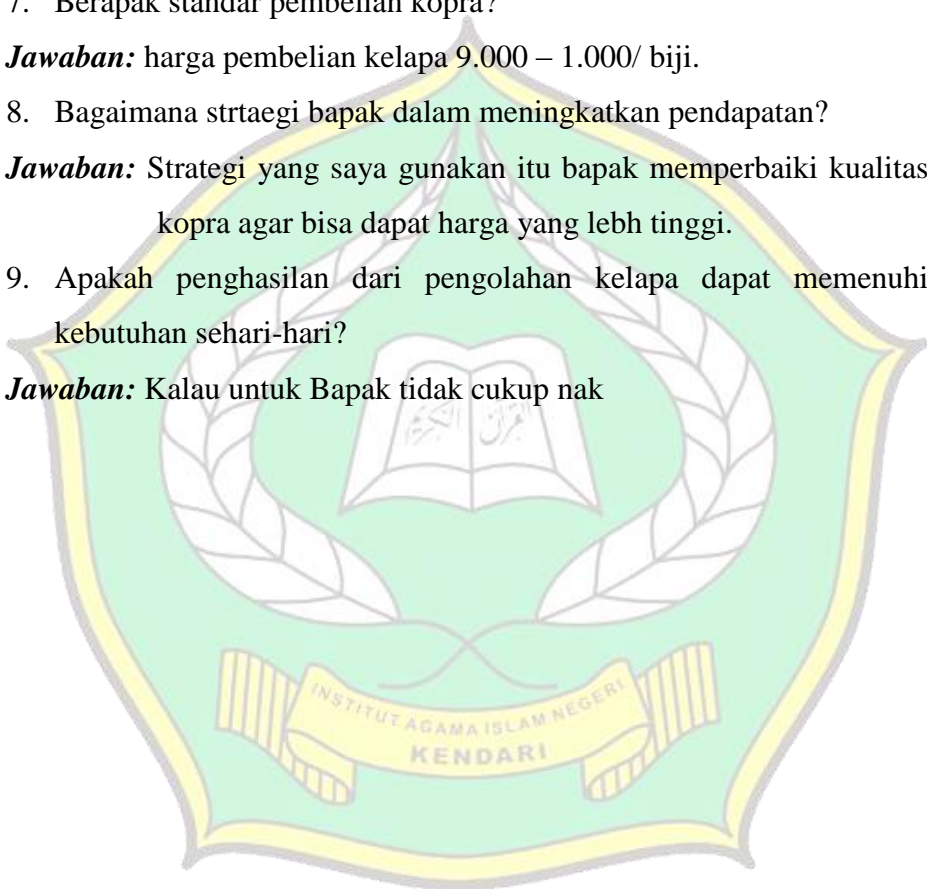 7. Berapak standar pembelian kopra?
Jawaban: harga pembelian kelapa 9.000 – 1.000/ biji.
8. Bagaimana strtaegi bapak dalam meningkatkan pendapatan?
Jawaban: Strategi yang saya gunakan itu bapak memperbaiki kualitas
kopra agar bisa dapat harga yang lebh tinggi.
9. Apakah penghasilan dari pengolahan kelapa dapat memenuhi
kebutuhan sehari-hari?
Jawaban: Kalau untuk Bapak tidak cukup nak
القرآن الكريم
INSTITUT AGAMA ISLAM NEGERI
KENDARI